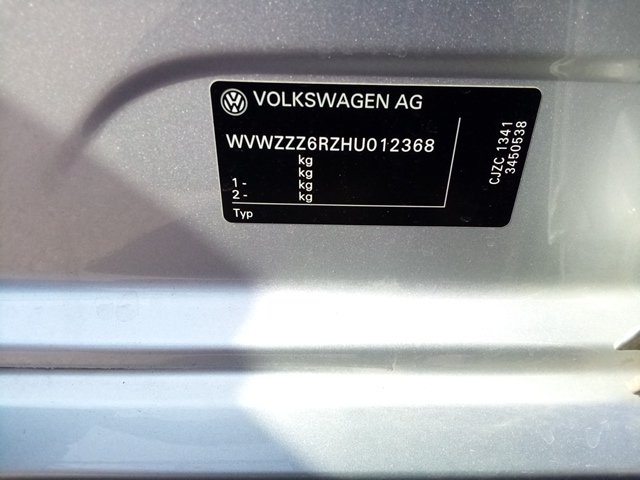 VOLKSWAGEN AG
WVWZZZ6RZHU012368
kg
kg
1 - kg
2 - kg
Typ
CJZC 1341
3450538